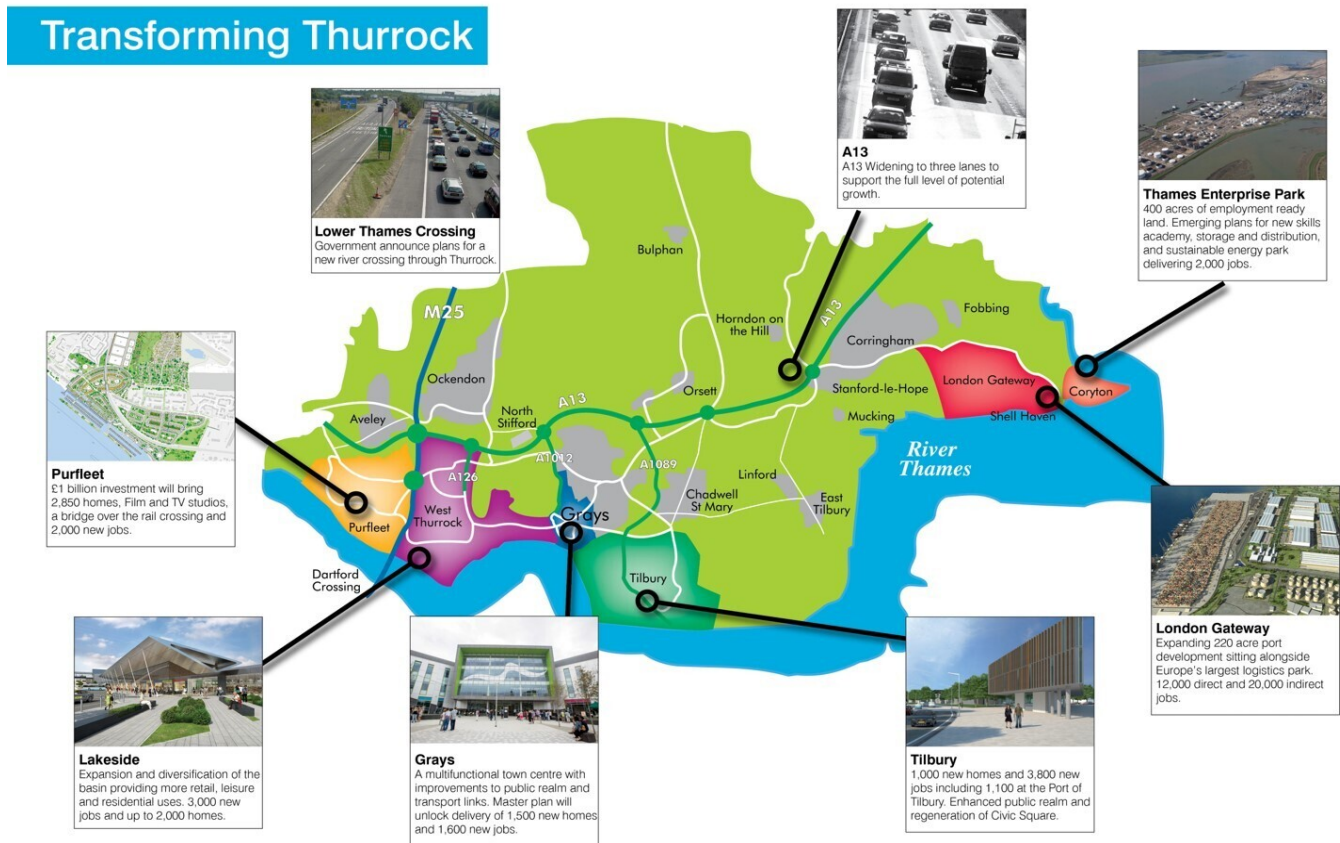 Transforming Thurrock
Lower Thames Crossing
Government announce plans for a
new river crossing through Thurrock.
A13
A13 Widening to three lanes to
support the full level of potential
growth.
Thames Enterprise Park
400 acres of employment ready
land. Emerging plans for new skills
academy, storage and distribution,
and sustainable energy park
delivering 2,000 jobs.
Purfleet
£1 billion investment will bring
2,850 homes, Film and TV studios,
a bridge over the rail crossing and
2,000 new jobs.
Bulphan
M25
Ockendon
Aveley
North
Stifford
A13
Horndon on
the Hill
A13
Corringham
Fobbing
Orsett
Stanford-le-Hope
Mucking
London Gateway
Shell Haven
Coryton
River
Thames
A126
A1012
A1089
West
Thurrock
Purfleet
Grays
Chadwell
St Mary
Linford
East
Tilbury
Tilbury
Dartford
Crossing
London Gateway
Expanding 220 acre port
development sitting alongside
Europe's largest logistics park.
12,000 direct and 20,000 indirect
jobs.
Lakeside
Expansion and diversification of the
basin providing more retail, leisure
and residential uses. 3,000 new
jobs and up to 2,000 homes.
Grays
A multifunctional town centre with
improvements to public realm and
transport links. Master plan will
unlock delivery of 1,500 new homes
and 1,600 new jobs.
Tilbury
1,000 new homes and 3,800 new
jobs including 1,100 at the Port of
Tilbury. Enhanced public realm and
regeneration of Civic Square.